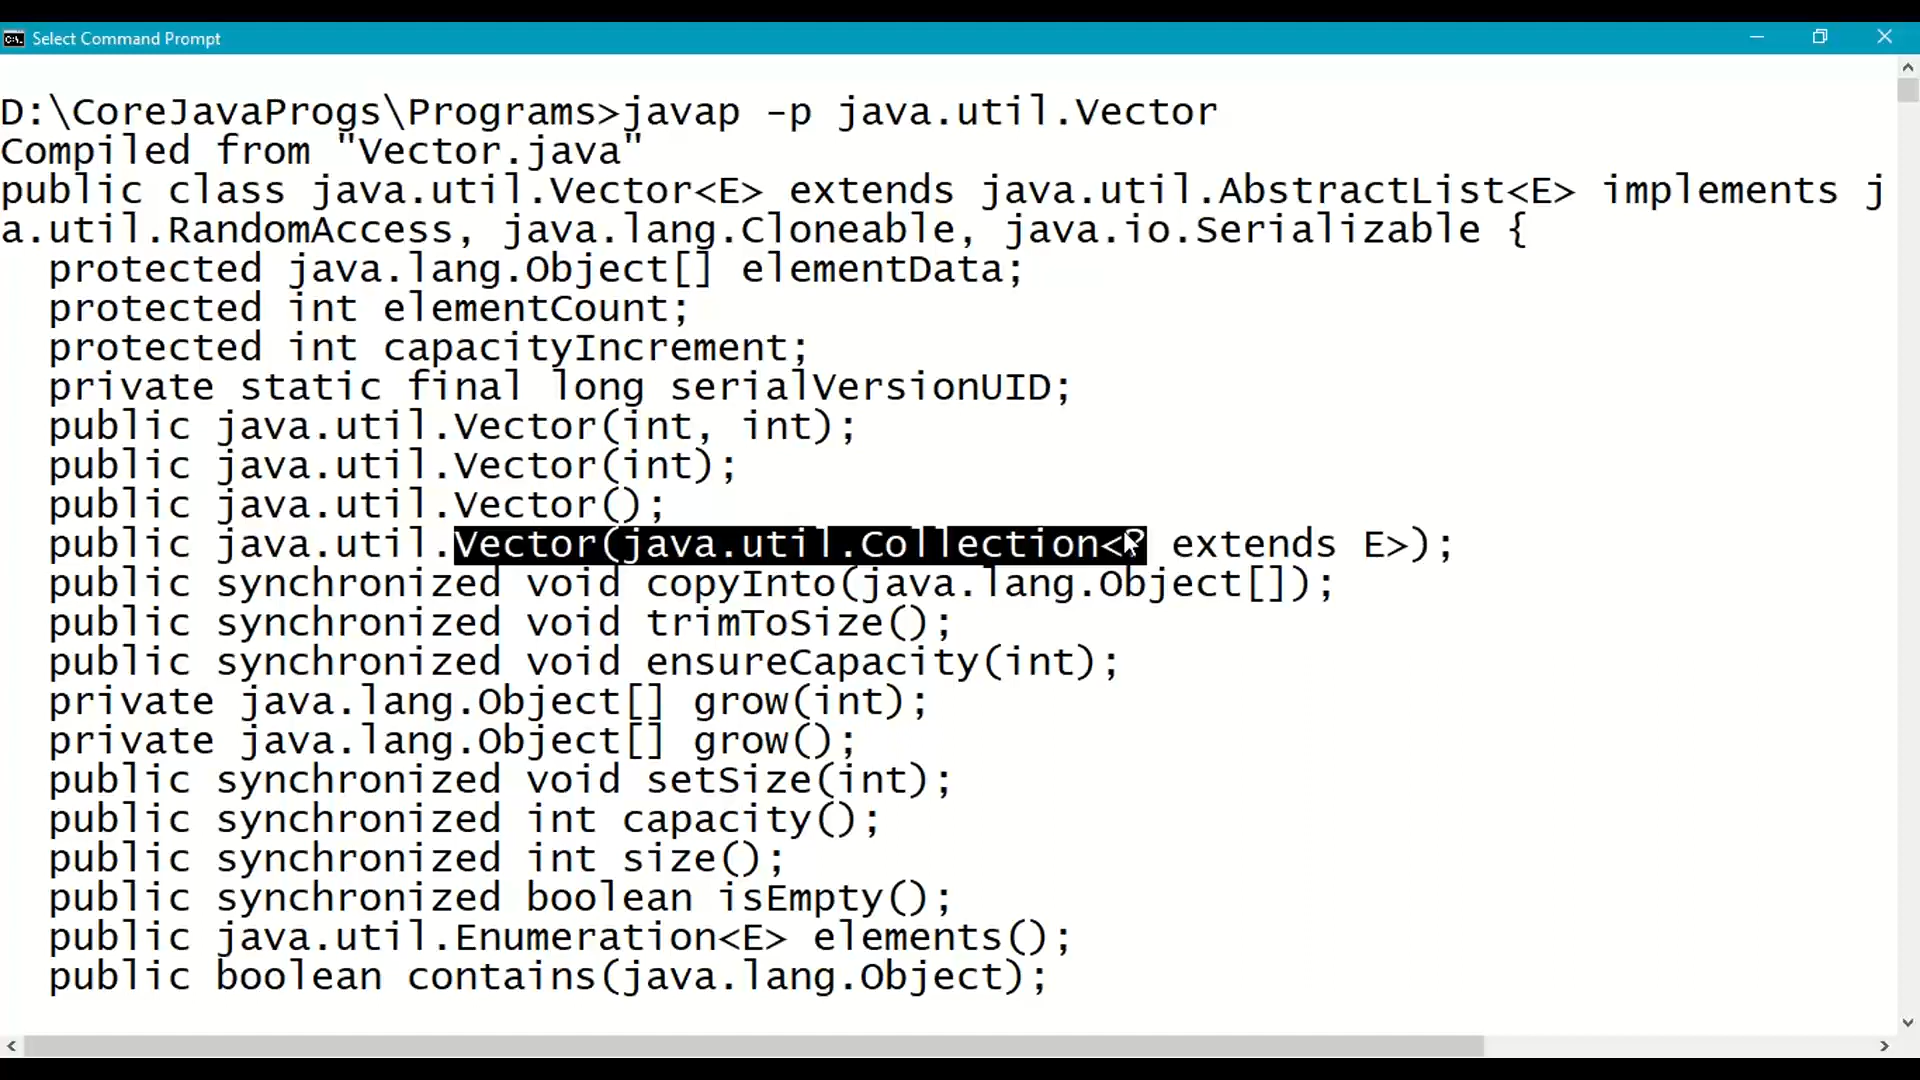 Select Command Prompt
D:\CoreJavaProgs\Programs>javap -p java.util.Vector
Compiled from "Vector.java"
public class java.util.Vector<E> extends java.util.AbstractList<E> implements j
a.util.RandomAccess, java.lang.Cloneable, java.io.Serializable {
  protected java.lang.Object[] elementData;
  protected int elementCount;
  protected int capacityIncrement;
  private static final long serialVersionUID;
  public java.util.Vector(int, int);
  public java.util.Vector(int);
  public java.util.Vector();
  public java.util.Vector(java.util.Collection<? extends E>);
  public synchronized void copyInto(java.lang.Object[]);
  public synchronized void trimToSize();
  public synchronized void ensureCapacity(int);
  private java.lang.Object[] grow(int);
  private java.lang.Object[] grow();
  public synchronized void setSize(int);
  public synchronized int capacity();
  public synchronized int size();
  public synchronized boolean isEmpty();
  public java.util.Enumeration<E> elements();
  public boolean contains(java.lang.Object);